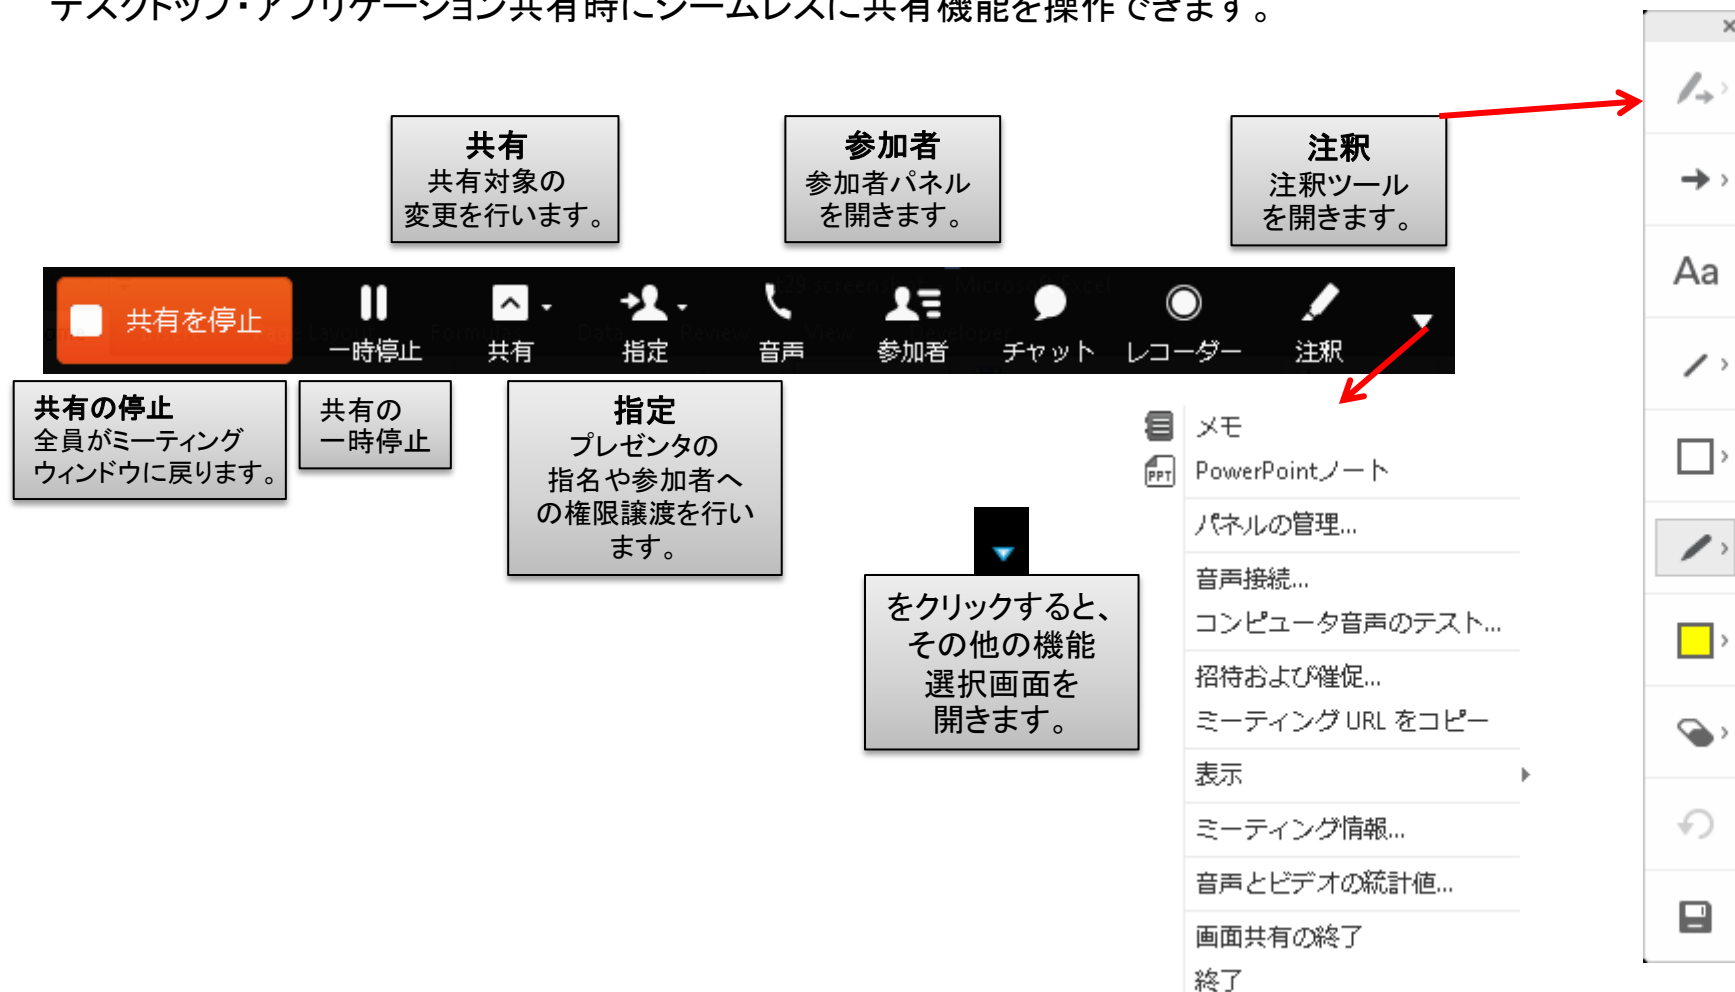 デスクトップ・アプリケーション共有時にシームレスに共有機能を操作できます。
共有
共有対象の
変更を行います。
参加者
参加者パネル
を開きます。
注釈
注釈ツール
を開きます。
共有を停止
一時停止
共有
指定
音声
参加者
チャット
レコーダー
注釈
共有の停止
全員がミーティング
ウィンドウに戻ります。
共有の
一時停止
指定
プレゼンタの
指名や参加者へ
の権限譲渡を行い
ます。
をクリックすると、
その他の機能
選択画面を
開きます。
メモ
PPT
PowerPointノート
パネルの管理...
音声接続...
コンピュータ音声のテスト...
招待および催促...
ミーティング URL をコピー
表示
ミーティング情報...
音声とビデオの統計値...
画面共有の終了
終了
Aa